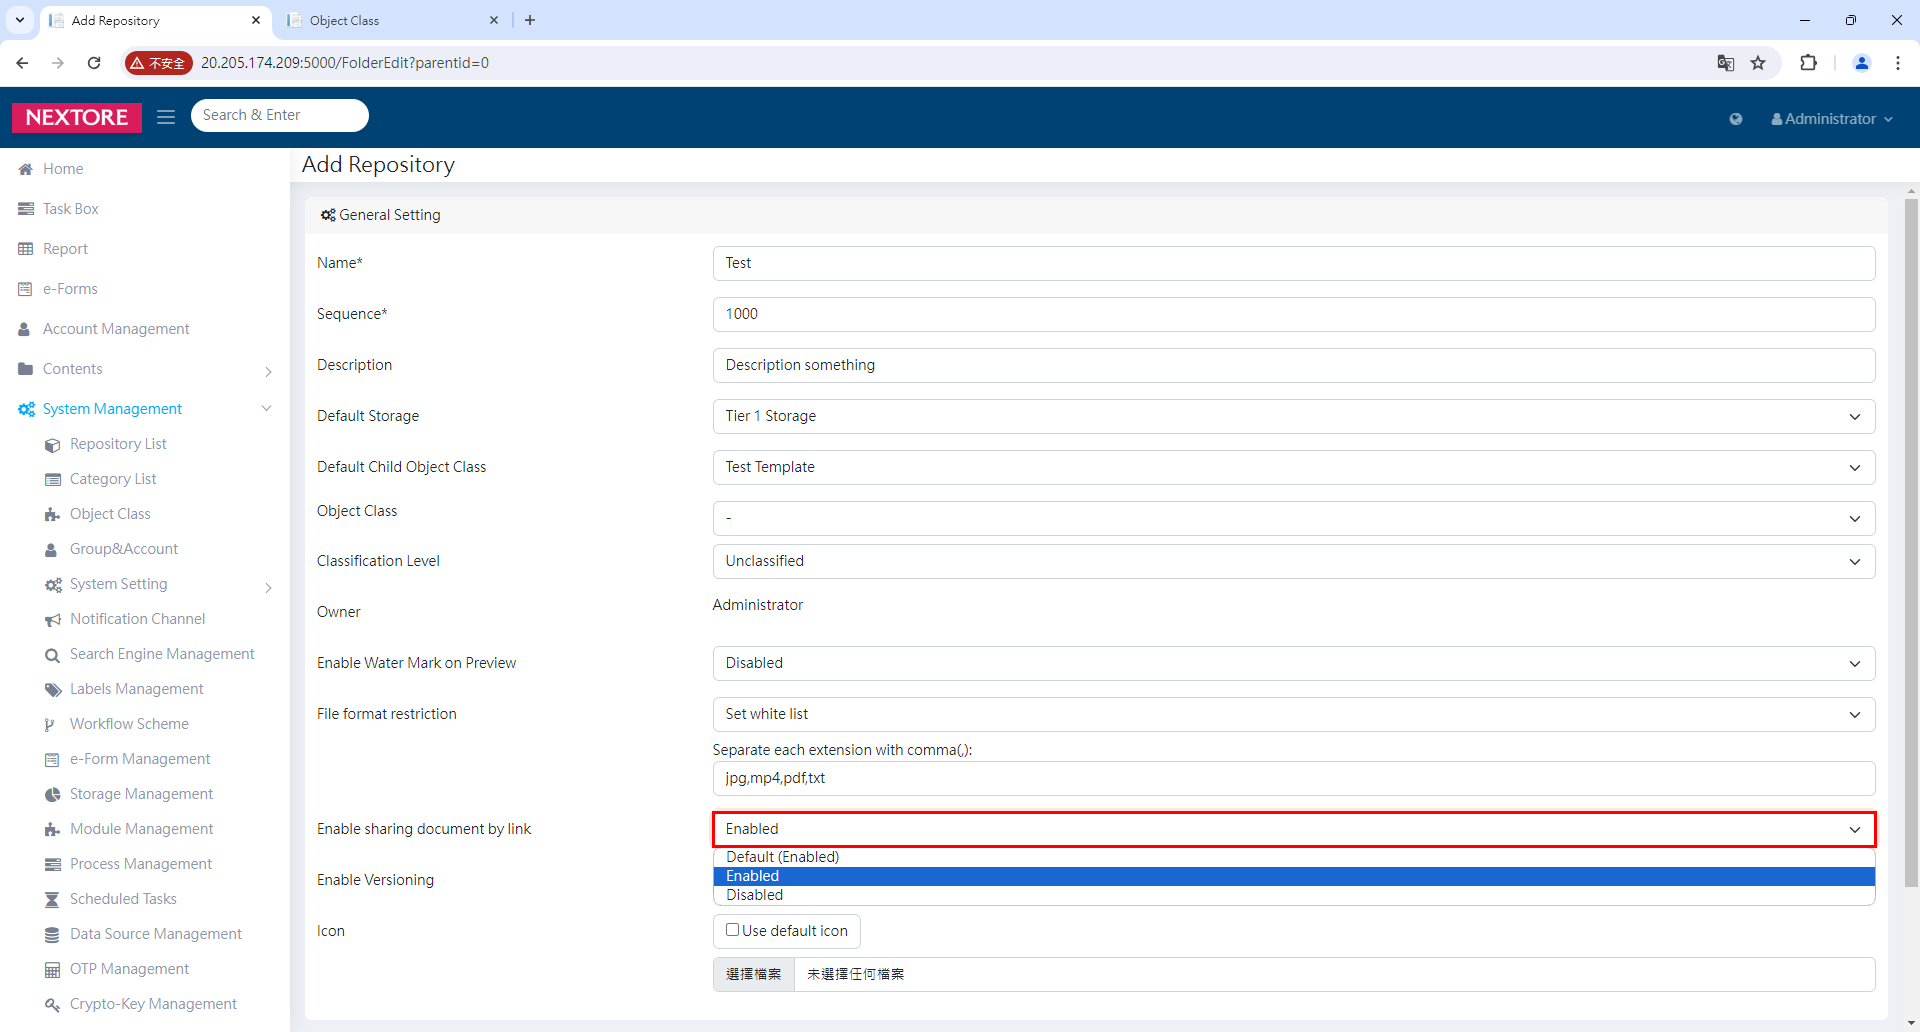 Add Repository
Object Class
不安全
20.205.174.209:5000/FolderEdit?parentid=0
NEXTORE
Search & Enter
Administrator
Home
Task Box
Report
e-Forms
Account Management
Contents
System Management
Repository List
Category List
Object Class
Group&Account
System Setting
Notification Channel
Search Engine Management
Labels Management
Workflow Scheme
e-Form Management
Storage Management
Module Management
Process Management
Scheduled Tasks
Data Source Management
OTP Management
Crypto-Key Management
Add Repository
General Setting
Name* Test
Sequence* 1000
Description Description something
Default Storage Tier 1 Storage
Default Child Object Class Test Template
Object Class -
Classification Level Unclassified
Owner Administrator
Enable Water Mark on Preview Disabled
File format restriction Set white list
Separate each extension with comma(,):
jpg,mp4,pdf,txt
Enable sharing document by link Enabled
Default (Enabled)
Enabled
Disabled
Enable Versioning
Icon Use default icon
選擇檔案 未選擇任何檔案